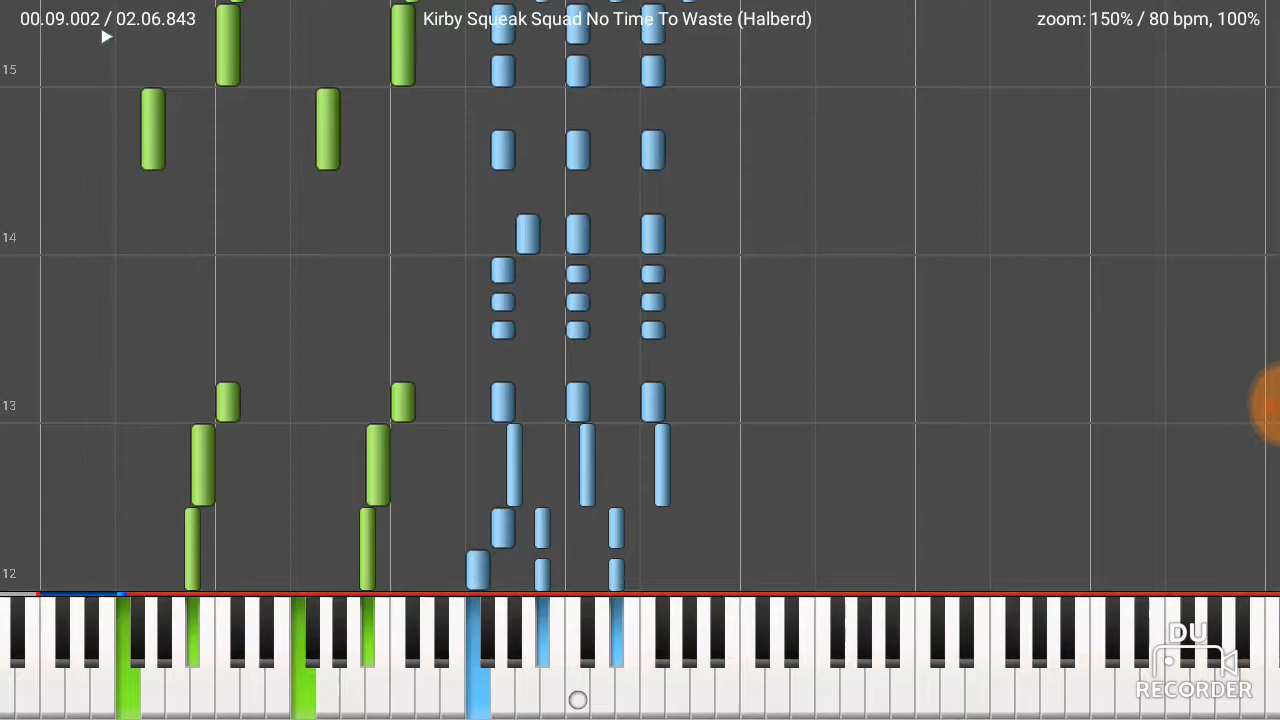 00.09.002 / 02.06.843
Kirby Squeak Squad No Time To Waste (Halberd)
zoom: 150% / 80 bpm, 100%
15
14
13
12
DU
RECORDER